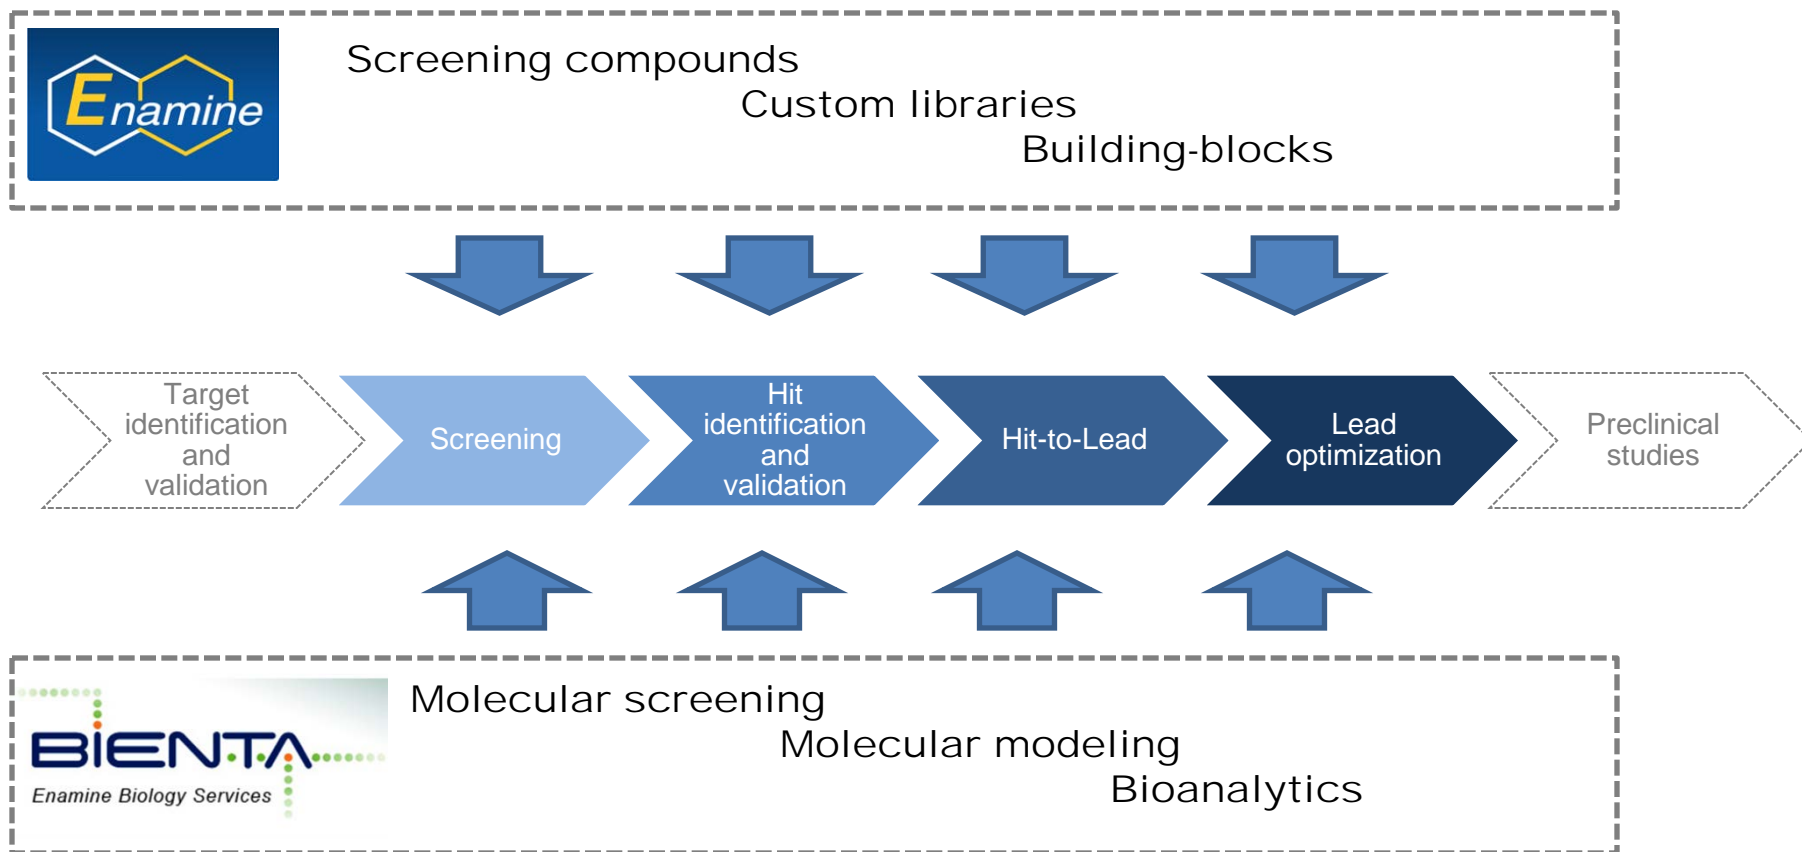 Enamine
Screening compounds
Custom libraries
Building-blocks
Target
identification
and
validation
Screening
Hit
identification
and
validation
Hit-to-Lead
Lead
optimization
Preclinical
studies
BIENTA
Enamine Biology Services
Molecular screening
Molecular modeling
Bioanalytics